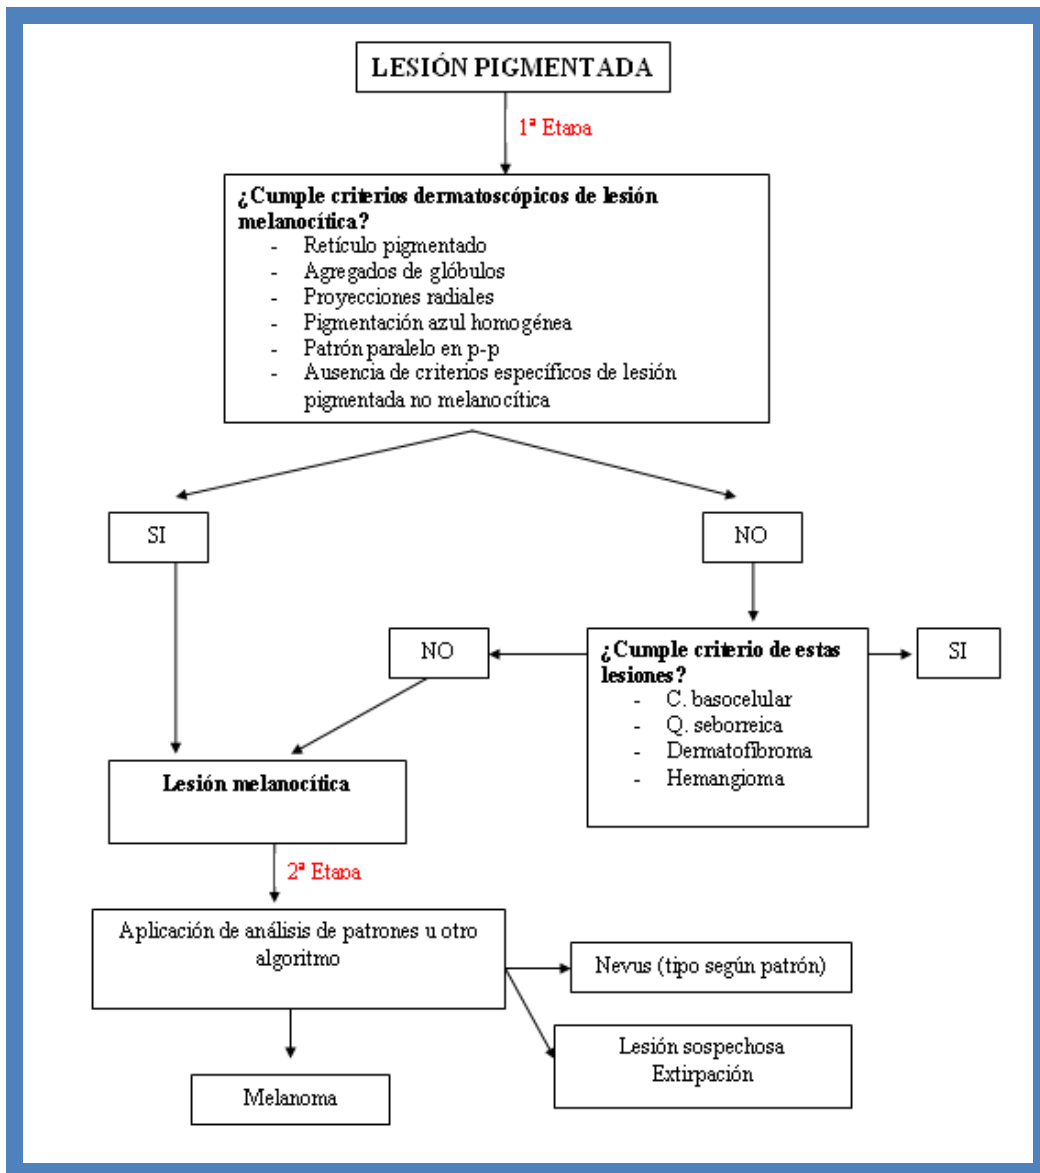 LESIÓN PIGMENTADA
1ª Etapa
¿Cumple criterios dermatoscópicos de lesión
melanocítica?
- Retículo pigmentado
- Agregados de glóbulos
- Proyecciones radiales
- Pigmentación azul homogénea
- Patrón paralelo en p-p
- Ausencia de criterios específicos de lesión
pigmentada no melanocítica
SI
NO
NO
¿Cumple criterio de estas
lesiones?
- C. basocelular
- Q. seborreica
- Dermatofibroma
- Hemangioma
SI
Lesión melanocítica
2ª Etapa
Aplicación de análisis de patrones u otro
algoritmo
Nevus (tipo según patrón)
Lesión sospechosa
Extirpación
Melanoma